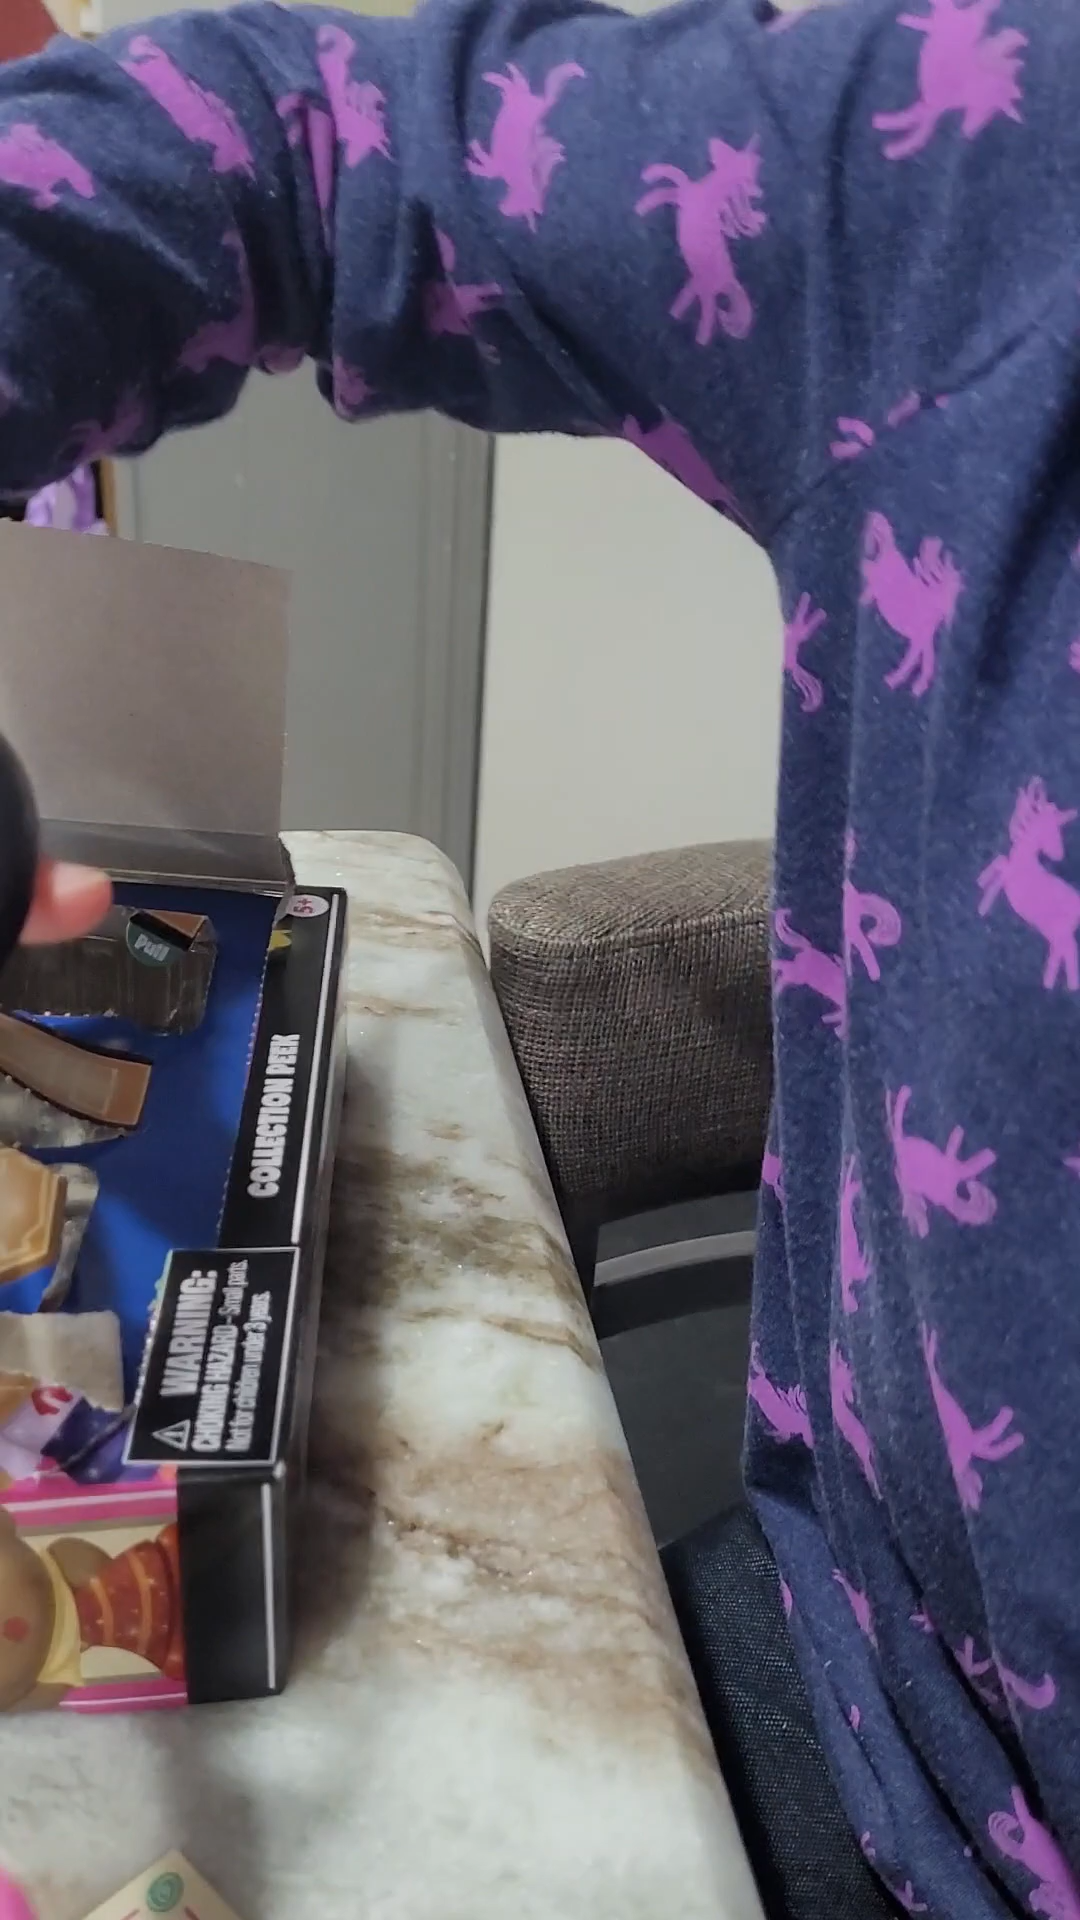 Pull
5+
COLLECTION PEEK
WARNING:
CHOKING HAZARD - Small parts.
Not for children under 3 years.